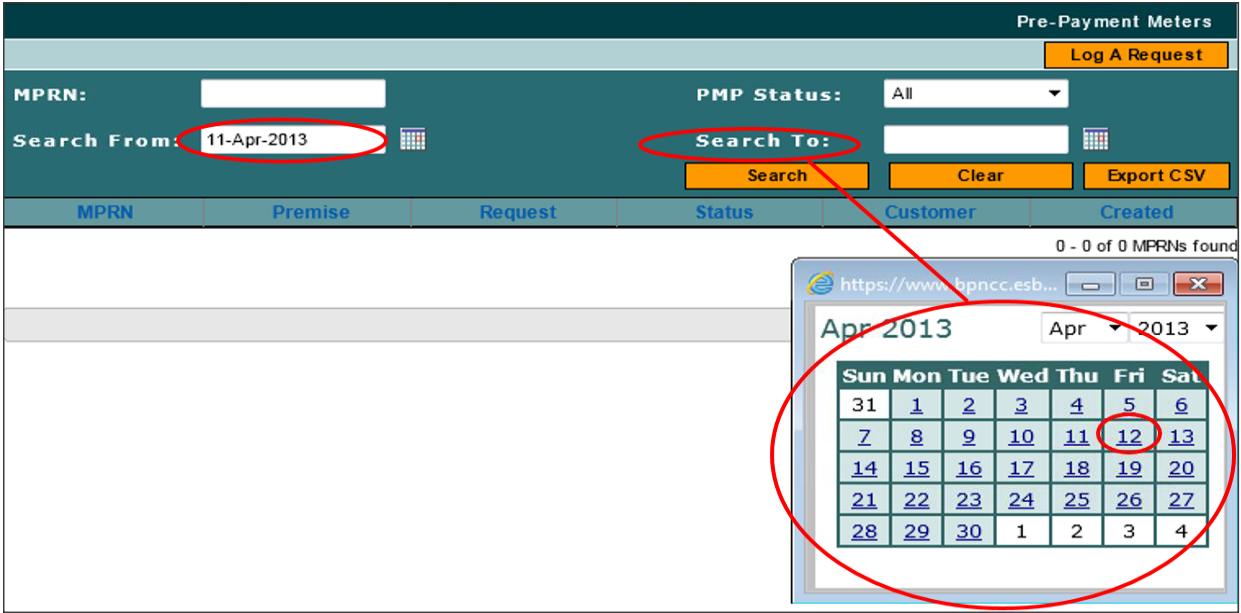 Pre-Payment Meters
Log A Request
MPRN: PMP Status: All
Search From: 11-Apr-2013 Search To:
Search Clear Export CSV
MPRN Premise Request Status Customer Created
0 - 0 of 0 MPRNs found
https://www.bpncc.esb...
Apr 2013 Apr 2013
Sun Mon Tue Wed Thu Fri Sat
31 1 2 3 4 5 6
7 8 9 10 11 12 13
14 15 16 17 18 19 20
21 22 23 24 25 26 27
28 29 30 1 2 3 4